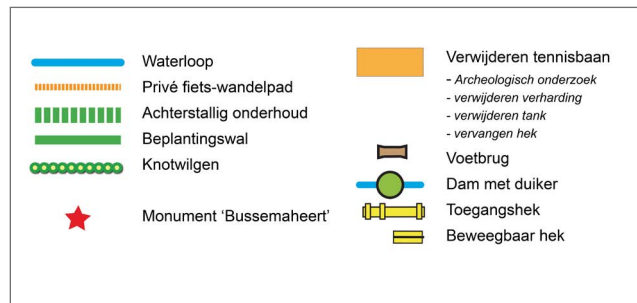 Waterloop
Privé fiets-wandelpad
Achterstallig onderhoud
Beplantingswal
Knotwilgen
Monument ‘Bussemaheert’
Verwijderen tennisbaan
- Archeologisch onderzoek
- verwijderen verharding
- verwijderen tank
- vervangen hek
Voetbrug
Dam met duiker
Toegangshek
Beweegbaar hek